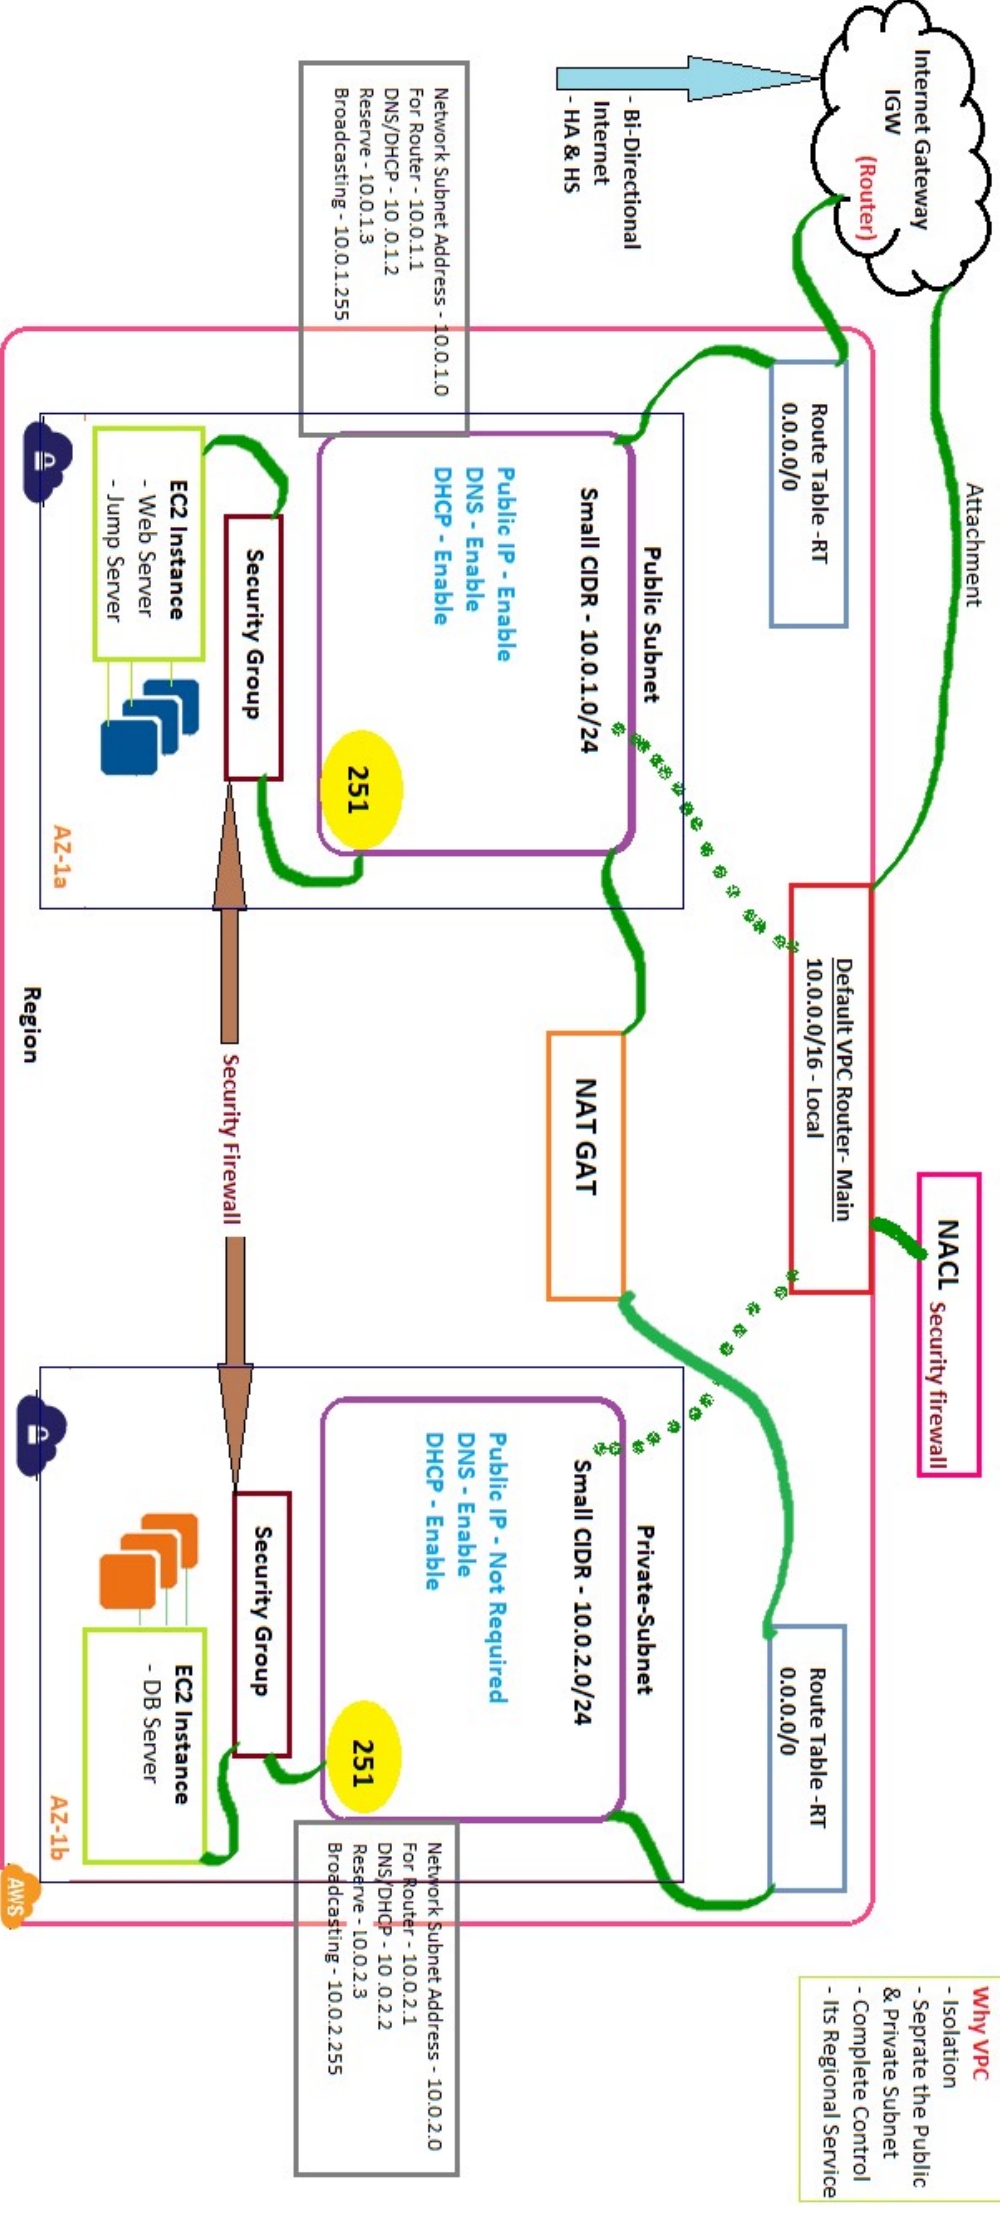 Internet Gateway
IGW
(Router)
Attachment
- Bi-Directional
Internet
- HA & HS
NACL Security firewall
Why VPC
- Isolation
- Seprate the Public
& Private Subnet
- Complete Control
- Its Regional Service
Route Table -RT
0.0.0.0/0
Default VPC Router- Main
10.0.0.0/16 - Local
Route Table -RT
0.0.0.0/0
Public Subnet
Small CIDR - 10.0.1.0/24
Public IP - Enable
DNS - Enable
DHCP - Enable
251
Network Subnet Address - 10.0.1.0
For Router - 10.0.1.1
DNS/DHCP - 10 .0.1.2
Reserve - 10.0.1.3
Broadcasting - 10.0.1.255
NAT GAT
Private-Subnet
Small CIDR - 10.0.2.0/24
Public IP - Not Required
DNS - Enable
DHCP - Enable
251
Network Subnet Address - 10.0.2.0
For Router - 10.0.2.1
DNS/DHCP - 10 .0.2.2
Reserve - 10.0.2.3
Broadcasting - 10.0.2.255
Security Group
Security Firewall
Security Group
EC2 Instance
- Web Server
- Jump Server
EC2 Instance
- DB Server
AZ-1a
AZ-1b
Region
AWS